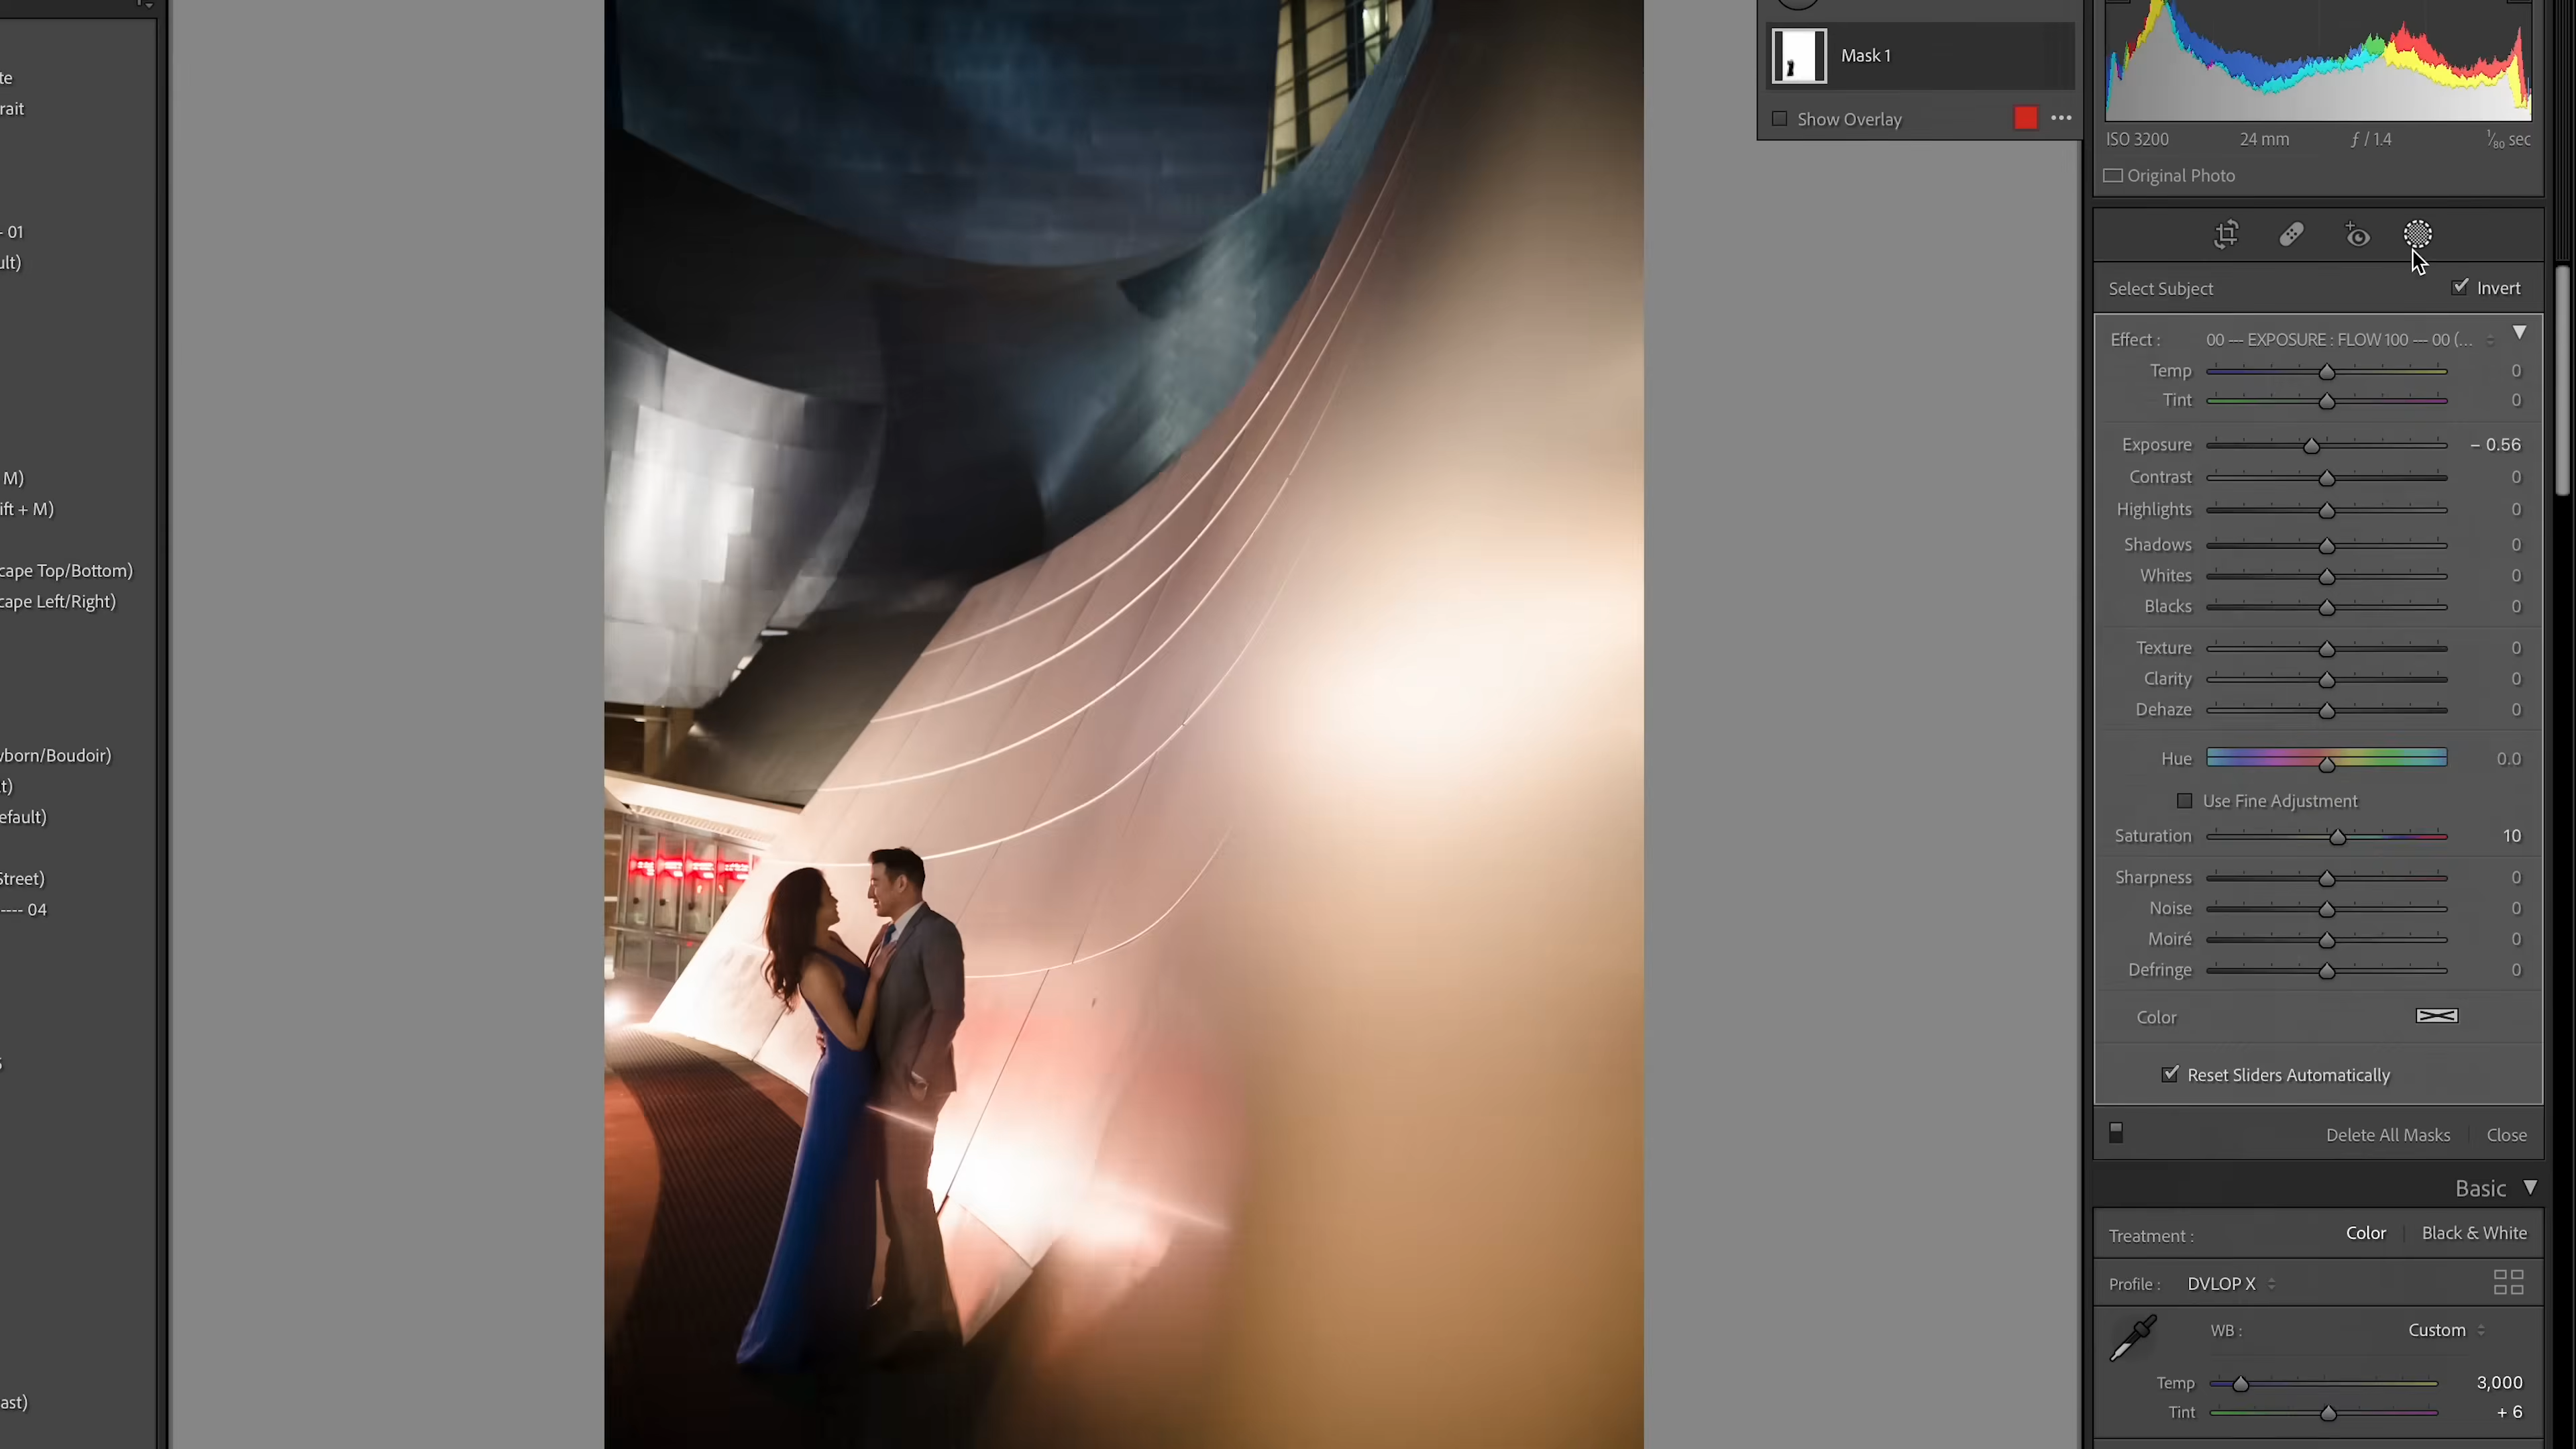 te
rait
- 01
ult)
M)
ift + M)
cape Top/Bottom)
cape Left/Right)
wborn/Boudoir)
lt)
efault)
Street)
---- 04
ast)
Mask 1
Show Overlay
ISO 3200 24 mm ƒ / 1.4 1/80 sec
Original Photo
Select Subject Invert
Effect : 00 — EXPOSURE : FLOW 100 — 00 (...
Temp 0
Tint 0
Exposure – 0.56
Contrast 0
Highlights 0
Shadows 0
Whites 0
Blacks 0
Texture 0
Clarity 0
Dehaze 0
Hue 0.0
Use Fine Adjustment
Saturation 10
Sharpness 0
Noise 0
Moiré 0
Defringe 0
Color
Reset Sliders Automatically
Delete All Masks Close
Basic
Treatment : Color Black & White
Profile : DVLOP X
WB : Custom
Temp 3,000
Tint + 6